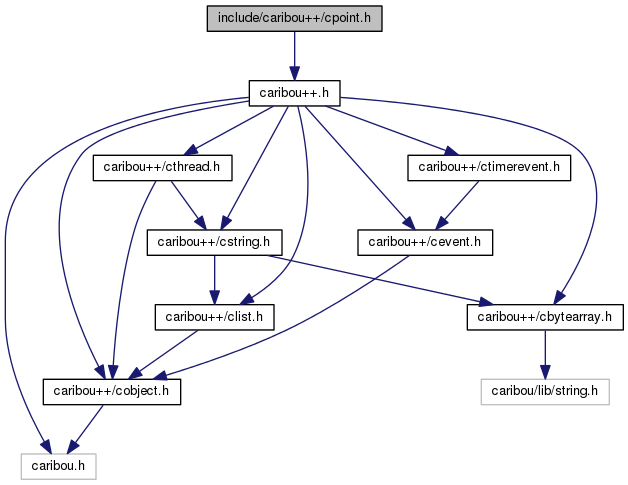 include/caribou++/cpoint.h
caribou++.h
caribou++/cthread.h
caribou++/ctimerevent.h
caribou++/cstring.h
caribou++/cevent.h
caribou++/clist.h
caribou++/cbytearray.h
caribou++/cobject.h
caribou/lib/string.h
caribou.h